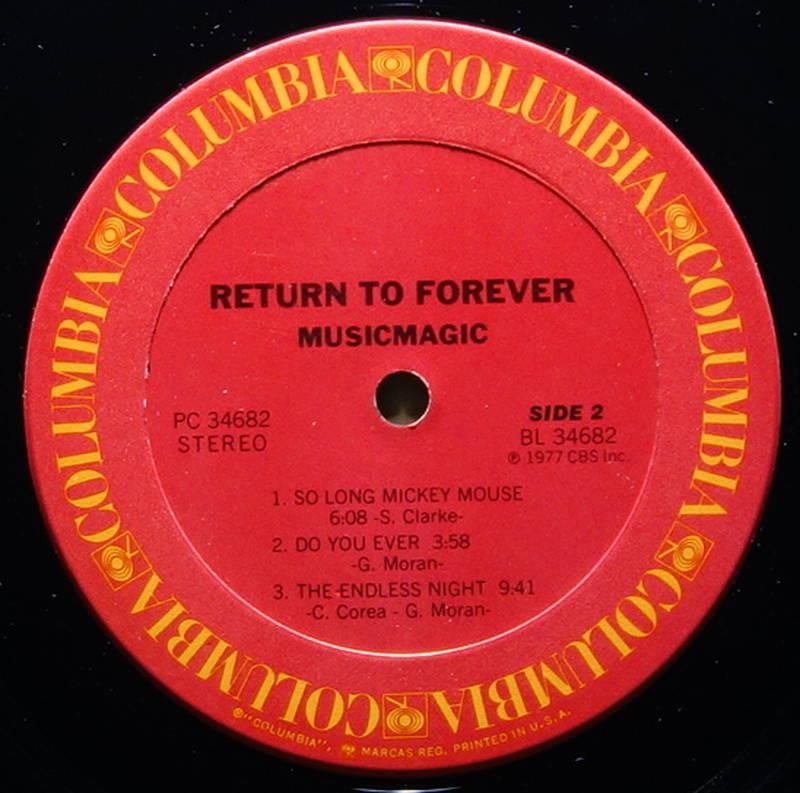 COLUMBIA COLUMBIA COLUMBIA COLUMBIA COLUMBIA COLUMBIA
RETURN TO FOREVER
MUSICMAGIC
PC 34682
STEREO
SIDE 2
BL 34682
℗ 1977 CBS Inc.
1. SO LONG MICKEY MOUSE
6:08 -S. Clarke-
2. DO YOU EVER 3:58
-G. Moran-
3. THE ENDLESS NIGHT 9:41
-C. Corea - G. Moran-
®"COLUMBIA", MARCAS REG. PRINTED IN U.S.A.